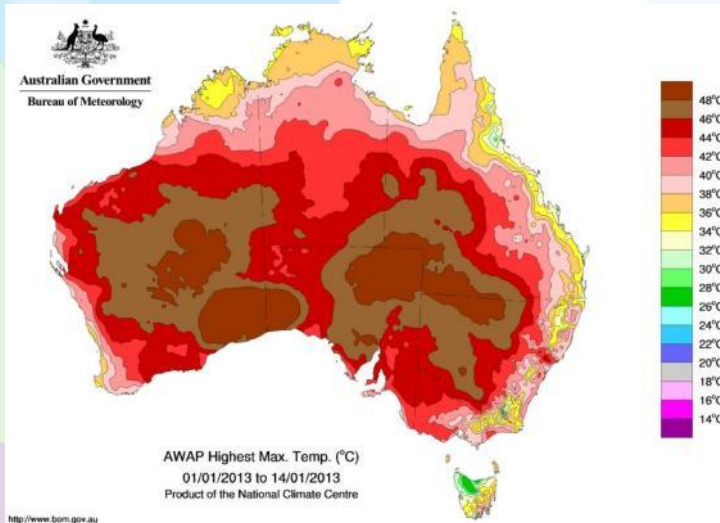 Australian Government
Bureau of Meteorology
48°C
46°C
44°C
42°C
40°C
38°C
36°C
34°C
32°C
30°C
28°C
26°C
24°C
22°C
20°C
18°C
16°C
14°C
AWAP Highest Max. Temp. (°C)
01/01/2013 to 14/01/2013
Product of the National Climate Centre
http://www.bom.gov.au